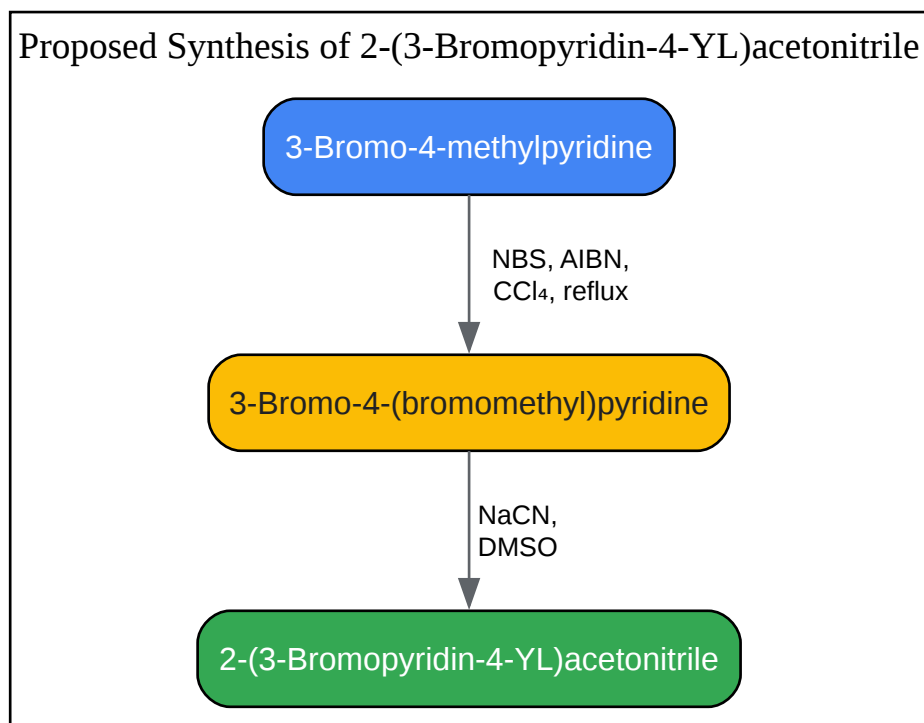 Proposed Synthesis of 2-(3-Bromopyridin-4-YL)acetonitrile
3-Bromo-4-methylpyridine
NBS, AIBN,
CCl₄, reflux
3-Bromo-4-(bromomethyl)pyridine
NaCN,
DMSO
2-(3-Bromopyridin-4-YL)acetonitrile